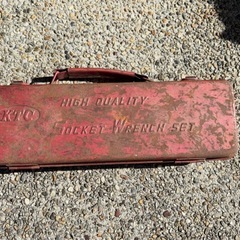 KTC
HIGH QUALITY
SOCKET WRENCH SET